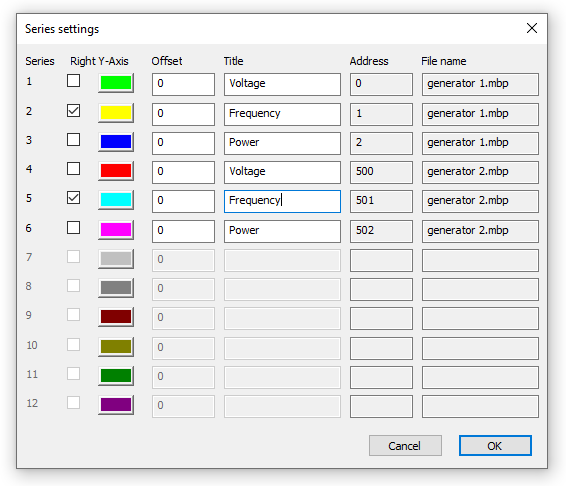 Series settings
Series Right Y-Axis Offset Title Address File name
1 0 Voltage 0 generator 1.mbp
2 0 Frequency 1 generator 1.mbp
3 0 Power 2 generator 1.mbp
4 0 Voltage 500 generator 2.mbp
5 0 Frequency 501 generator 2.mbp
6 0 Power 502 generator 2.mbp
7 0
8 0
9 0
10 0
11 0
12 0
Cancel OK